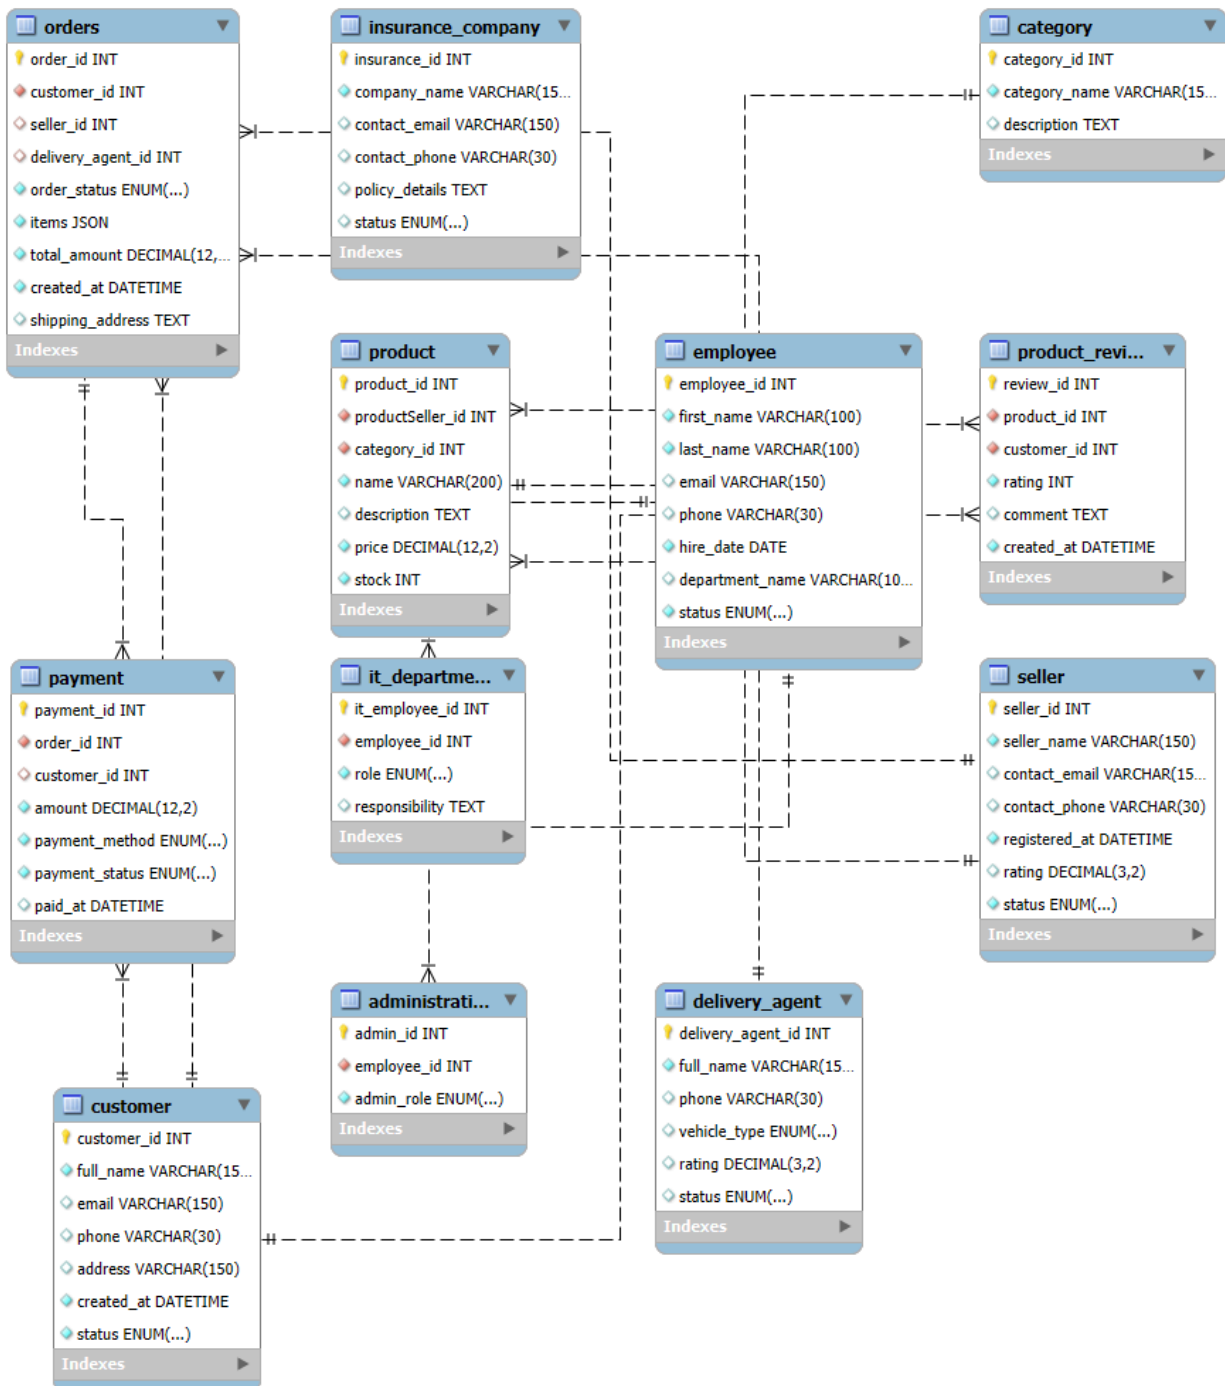 orders
order_id INT
customer_id INT
seller_id INT
delivery_agent_id INT
order_status ENUM(...)
items JSON
total_amount DECIMAL(12,...
created_at DATETIME
shipping_address TEXT
Indexes
insurance_company
insurance_id INT
company_name VARCHAR(15...
contact_email VARCHAR(150)
contact_phone VARCHAR(30)
policy_details TEXT
status ENUM(...)
Indexes
category
category_id INT
category_name VARCHAR(15...
description TEXT
Indexes
product
product_id INT
productSeller_id INT
category_id INT
name VARCHAR(200)
description TEXT
price DECIMAL(12,2)
stock INT
Indexes
employee
employee_id INT
first_name VARCHAR(100)
last_name VARCHAR(100)
email VARCHAR(150)
phone VARCHAR(30)
hire_date DATE
department_name VARCHAR(10...
status ENUM(...)
Indexes
product_revi...
review_id INT
product_id INT
customer_id INT
rating INT
comment TEXT
created_at DATETIME
Indexes
payment
payment_id INT
order_id INT
customer_id INT
amount DECIMAL(12,2)
payment_method ENUM(...)
payment_status ENUM(...)
paid_at DATETIME
Indexes
it_departme...
it_employee_id INT
employee_id INT
role ENUM(...)
responsibility TEXT
Indexes
seller
seller_id INT
seller_name VARCHAR(150)
contact_email VARCHAR(15...
contact_phone VARCHAR(30)
registered_at DATETIME
rating DECIMAL(3,2)
status ENUM(...)
Indexes
administrati...
admin_id INT
employee_id INT
admin_role ENUM(...)
Indexes
delivery_agent
delivery_agent_id INT
full_name VARCHAR(15...
phone VARCHAR(30)
vehicle_type ENUM(...)
rating DECIMAL(3,2)
status ENUM(...)
Indexes
customer
customer_id INT
full_name VARCHAR(15...
email VARCHAR(150)
phone VARCHAR(30)
address VARCHAR(150)
created_at DATETIME
status ENUM(...)
Indexes